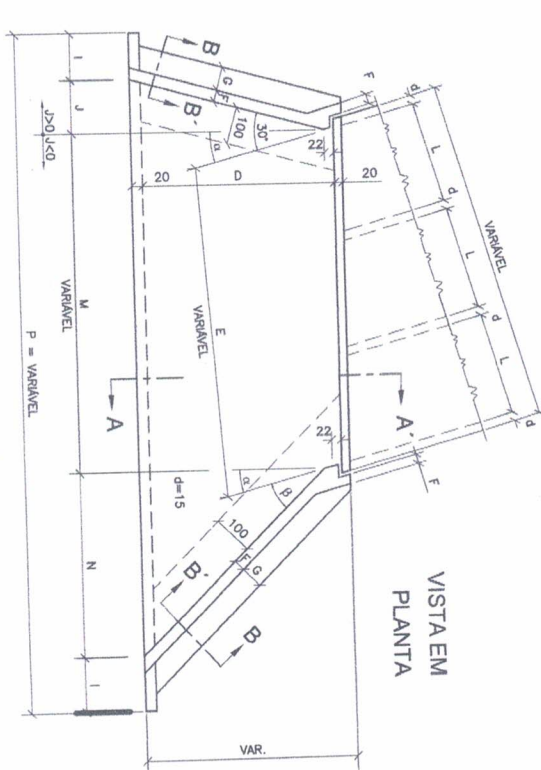 VISTA EM
PLANTA
VARIÁVEL
F
d
L
d
L
d
L
d
F
B
G
F
B'
100
30°
α
22
20
D
20
J>0 J<0
I
J
M
VARIÁVEL
E
VARIÁVEL
A
A'
22
α
β
d=15
100
F
G
B'
B
N
I
P = VARIÁVEL
VAR.